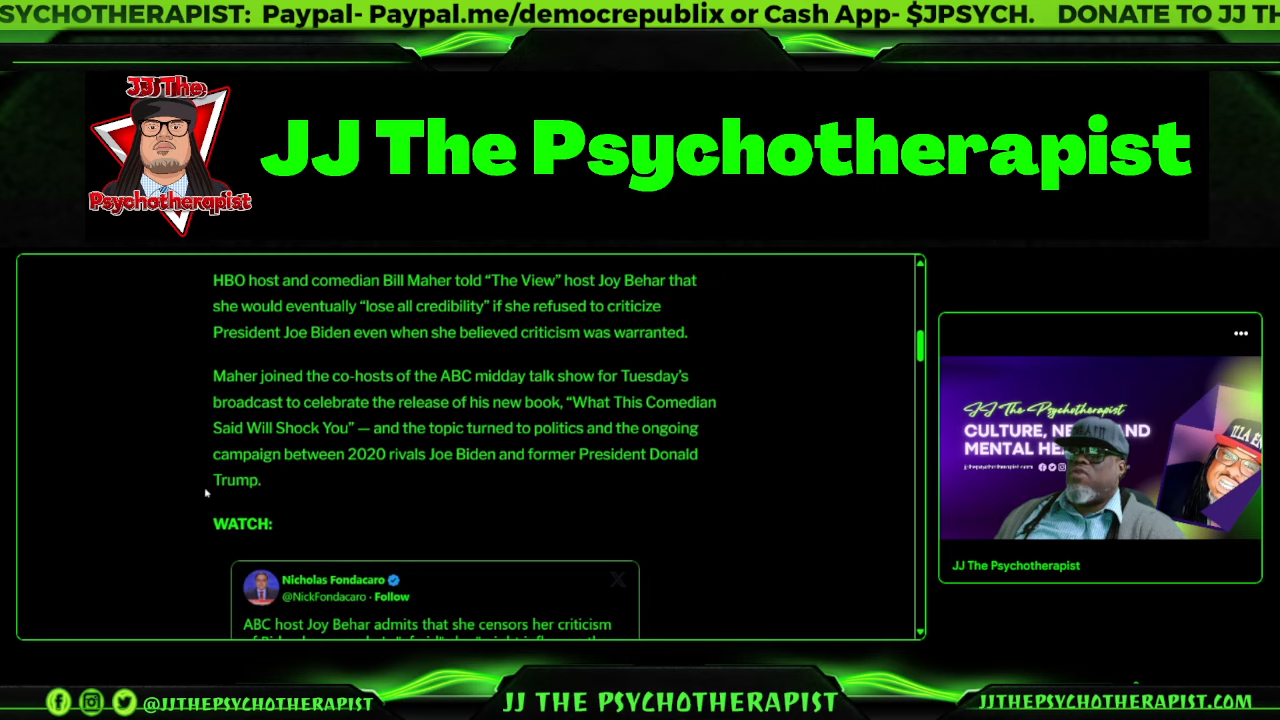 SYCHOTHERAPIST: Paypal- Paypal.me/democrepublix or Cash App- $JPSYCH. DONATE TO JJ TH
JJ The
Psychotherapist
JJ The Psychotherapist
HBO host and comedian Bill Maher told “The View” host Joy Behar that
she would eventually “lose all credibility” if she refused to criticize
President Joe Biden even when she believed criticism was warranted.
Maher joined the co-hosts of the ABC midday talk show for Tuesday’s
broadcast to celebrate the release of his new book, “What This Comedian
Said Will Shock You” — and the topic turned to politics and the ongoing
campaign between 2020 rivals Joe Biden and former President Donald
Trump.
WATCH:
Nicholas Fondacaro
@NickFondacaro · Follow
ABC host Joy Behar admits that she censors her criticism
JJ The Psychotherapist
CULTURE, NE AND
MENTAL HE
jjthepsychotherapist.com
ILLA
JJ The Psychotherapist
@JJTHEPSYCHOTHERAPIST
JJ THE PSYCHOTHERAPIST
JJTHEPSYCHOTHERAPIST.COM